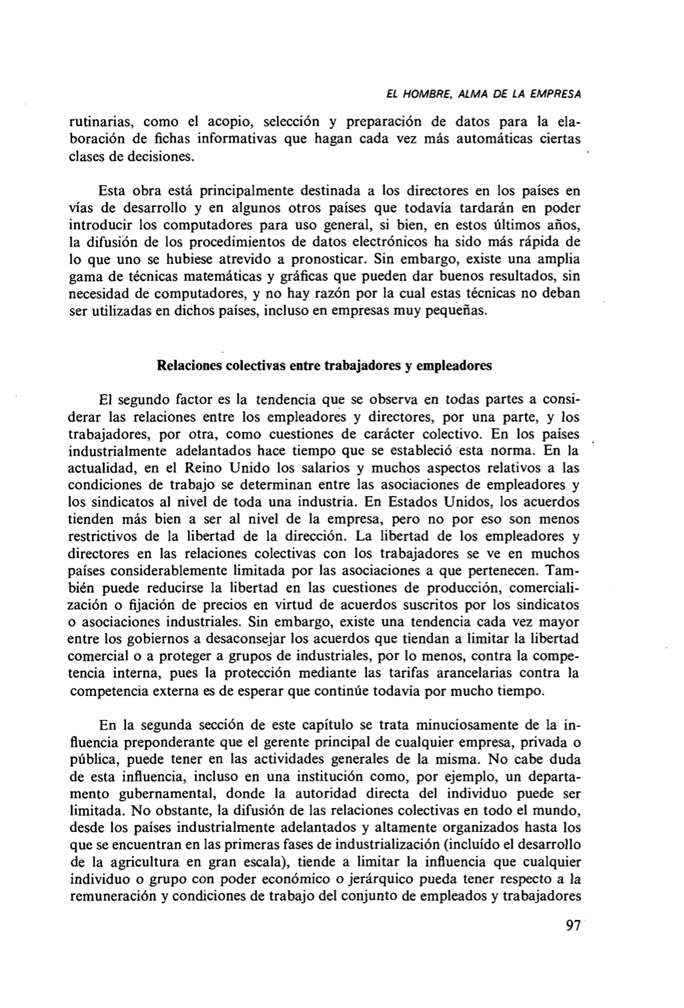 EL HOMBRE, ALMA DE LA EMPRESA
rutinarias, como el acopio, selección y preparación de datos para la ela-
boración de fichas informativas que hagan cada vez más automáticas ciertas
clases de decisiones.
Esta obra está principalmente destinada a los directores en los países en
vías de desarrollo y en algunos otros países que todavía tardarán en poder
introducir los computadores para uso general, si bien, en estos últimos años,
la difusión de los procedimientos de datos electrónicos ha sido más rápida de
lo que uno se hubiese atrevido a pronosticar. Sin embargo, existe una amplia
gama de técnicas matemáticas y gráficas que pueden dar buenos resultados, sin
necesidad de computadores, y no hay razón por la cual estas técnicas no deban
ser utilizadas en dichos países, incluso en empresas muy pequeñas.
Relaciones colectivas entre trabajadores y empleadores
El segundo factor es la tendencia que se observa en todas partes a consi-
derar las relaciones entre los empleadores y directores, por una parte, y los
trabajadores, por otra, como cuestiones de carácter colectivo. En los países
industrialmente adelantados hace tiempo que se estableció esta norma. En la
actualidad, en el Reino Unido los salarios y muchos aspectos relativos a las
condiciones de trabajo se determinan entre las asociaciones de empleadores y
los sindicatos al nivel de toda una industria. En Estados Unidos, los acuerdos
tienden más bien a ser al nivel de la empresa, pero no por eso son menos
restrictivos de la libertad de la dirección. La libertad de los empleadores y
directores en las relaciones colectivas con los trabajadores se ve en muchos
países considerablemente limitada por las asociaciones a que pertenecen. Tam-
bién puede reducirse la libertad en las cuestiones de producción, comerciali-
zación o fijación de precios en virtud de acuerdos suscritos por los sindicatos
o asociaciones industriales. Sin embargo, existe una tendencia cada vez mayor
entre los gobiernos a desaconsejar los acuerdos que tiendan a limitar la libertad
comercial o a proteger a grupos de industriales, por lo menos, contra la compe-
tencia interna, pues la protección mediante las tarifas arancelarias contra la
competencia externa es de esperar que continúe todavía por mucho tiempo.
En la segunda sección de este capítulo se trata minuciosamente de la in-
fluencia preponderante que el gerente principal de cualquier empresa, privada o
pública, puede tener en las actividades generales de la misma. No cabe duda
de esta influencia, incluso en una institución como, por ejemplo, un departa-
mento gubernamental, donde la autoridad directa del individuo puede ser
limitada. No obstante, la difusión de las relaciones colectivas en todo el mundo,
desde los países industrialmente adelantados y altamente organizados hasta los
que se encuentran en las primeras fases de industrialización (incluído el desarrollo
de la agricultura en gran escala), tiende a limitar la influencia que cualquier
individuo o grupo con poder económico o jerárquico pueda tener respecto a la
remuneración y condiciones de trabajo del conjunto de empleados y trabajadores
97